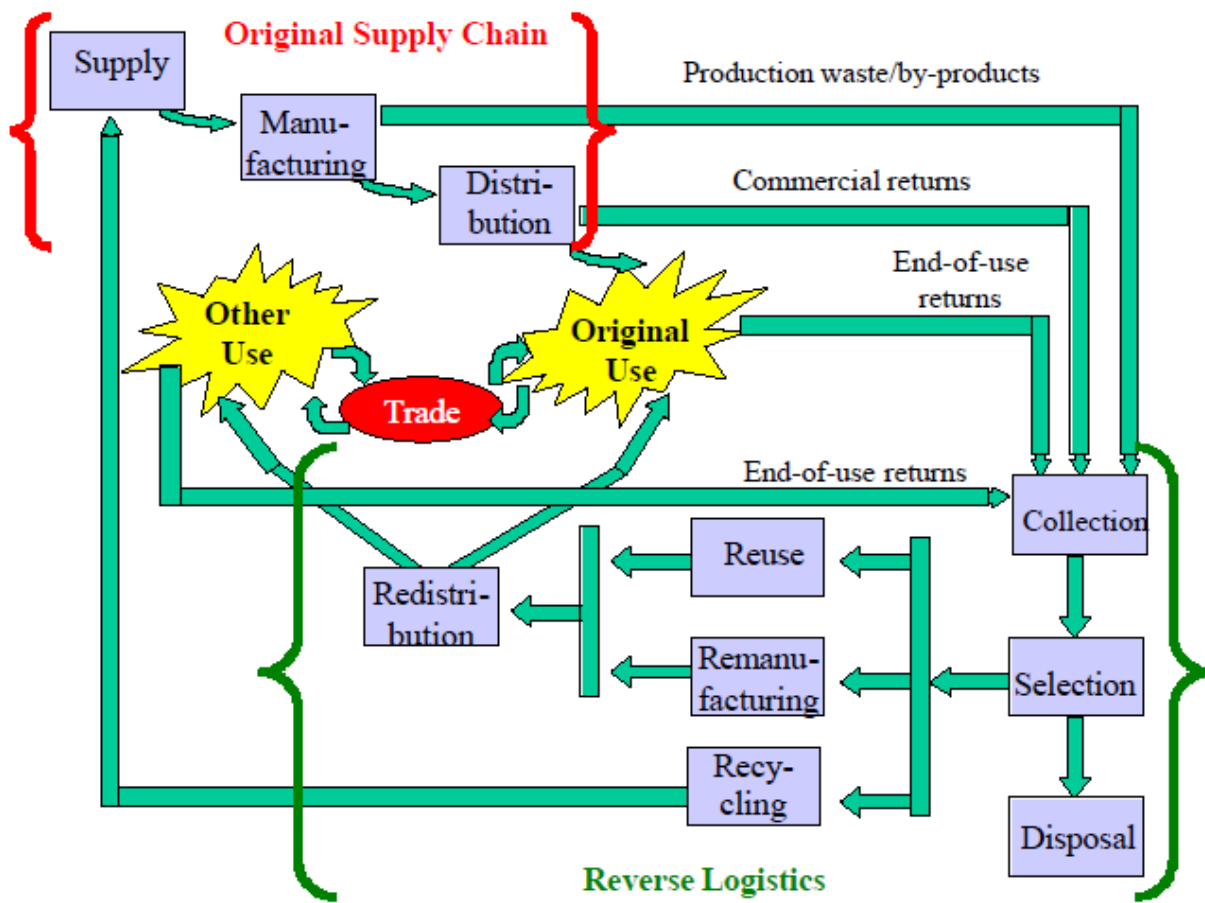 Original Supply Chain
Supply
Production waste/by-products
Manu-
facturing
Distri-
bution
Commercial returns
End-of-use
returns
Other
Use
Original
Use
Trade
End-of-use returns
Collection
Reuse
Redistri-
bution
Remanu-
facturing
Selection
Recy-
cling
Disposal
Reverse Logistics